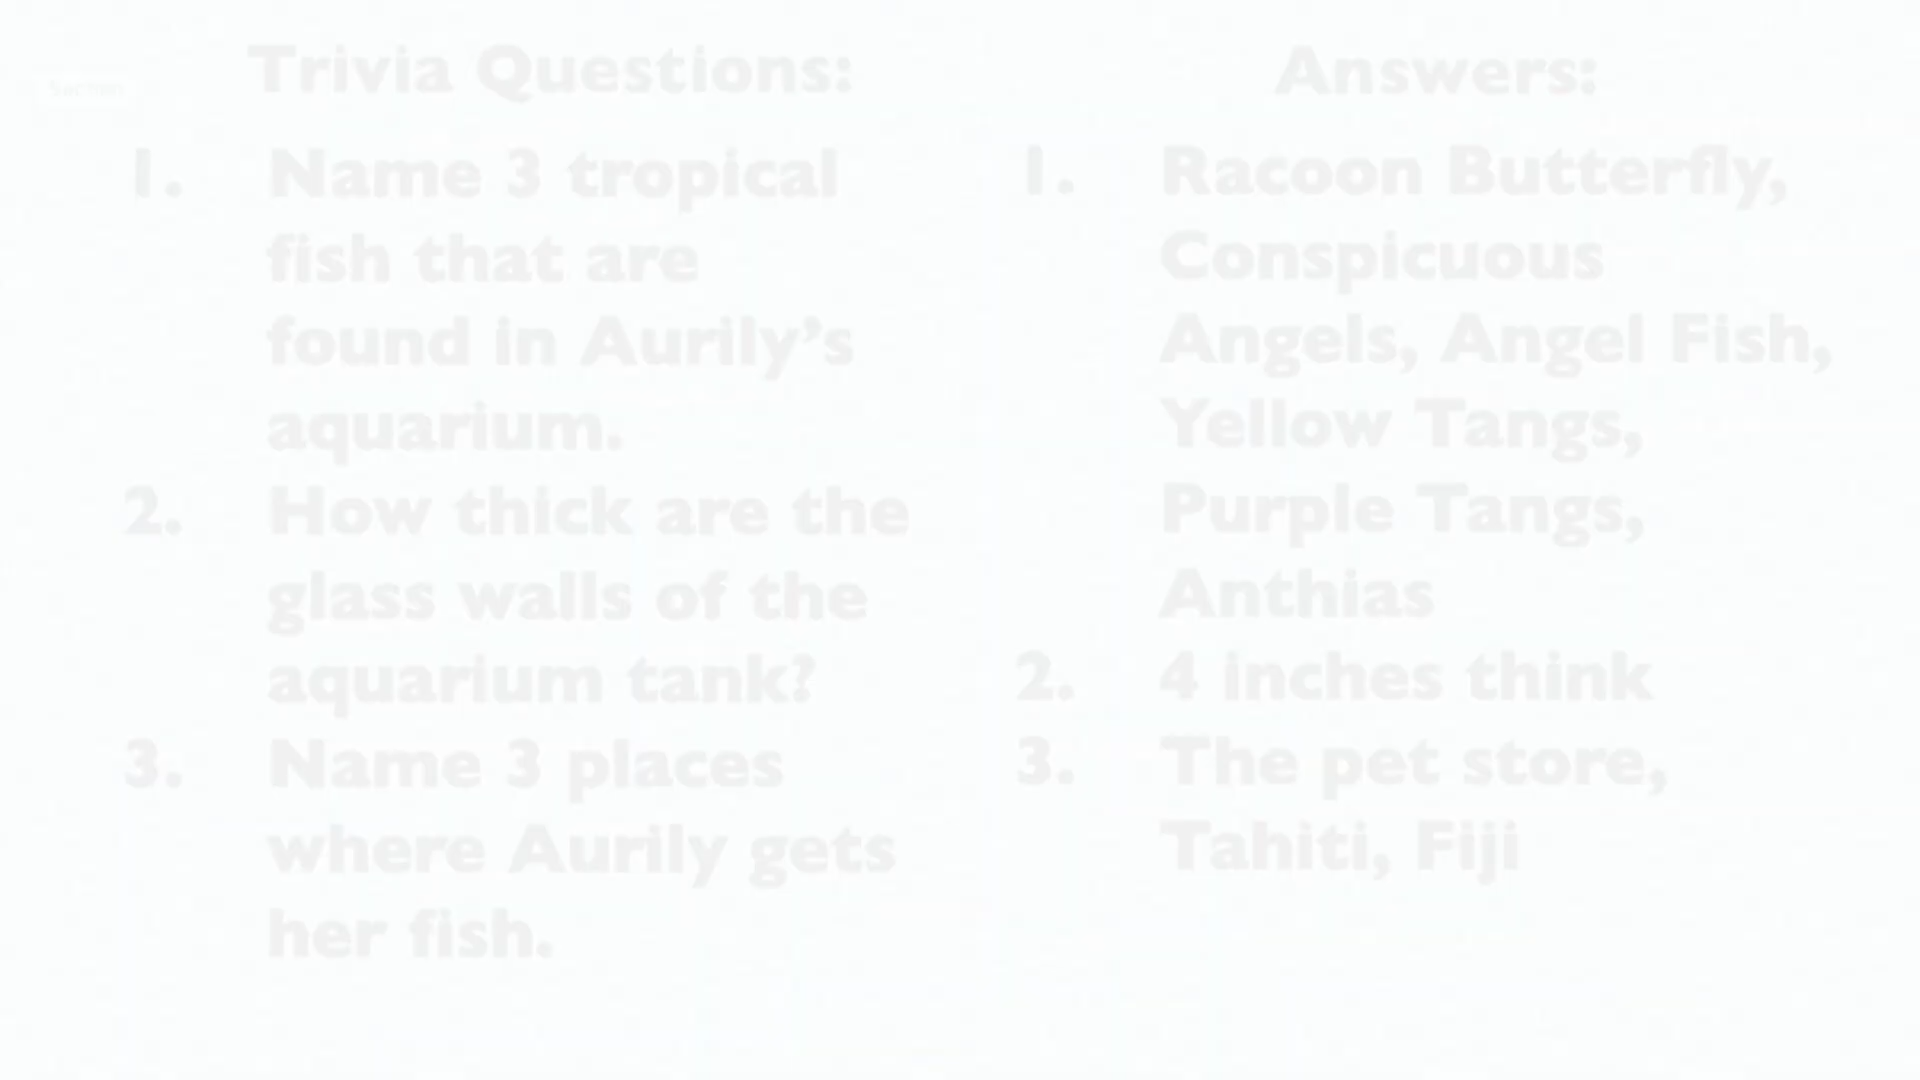 Trivia Questions:
1. Name 3 tropical
fish that are
found in Aurily’s
aquarium.
2. How thick are the
glass walls of the
aquarium tank?
3. Name 3 places
where Aurily gets
her fish.
Answers:
1. Racoon Butterfly,
Conspicuous
Angels, Angel Fish,
Yellow Tangs,
Purple Tangs,
Anthias
2. 4 inches think
3. The pet store,
Tahiti, Fiji